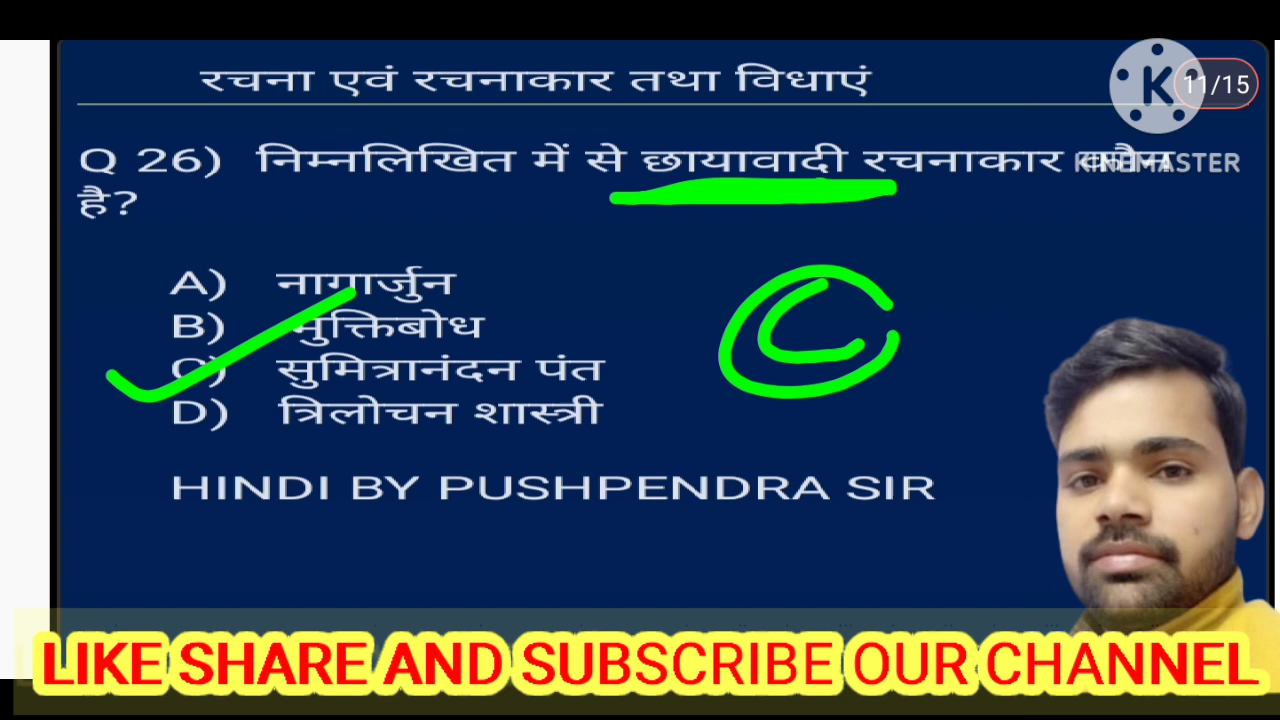 रचना एवं रचनाकार तथा विधाएं
K
11/15
Q 26) निम्नलिखित में से छायावादी रचनाकार कौन
KINEMASTER
है?
A) नागार्जुन
B) मुक्तिबोध
C
C) सुमित्रानंदन पंत
D) त्रिलोचन शास्त्री
HINDI BY PUSHPENDRA SIR
LIKE SHARE AND SUBSCRIBE OUR CHANNEL